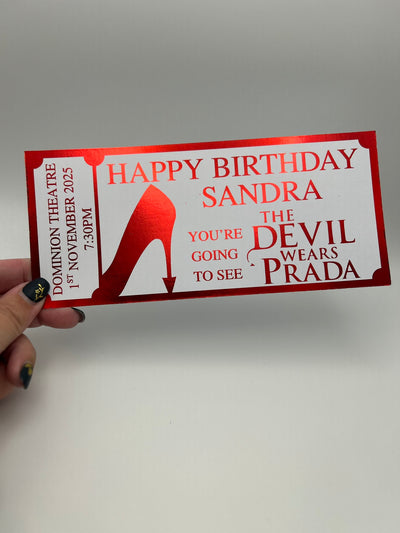 DOMINION THEATRE
1ST NOVEMBER 2025
7:30PM
HAPPY BIRTHDAY
SANDRA
YOU'RE
GOING
TO SEE
THE
DEVIL
WEARS
PRADA